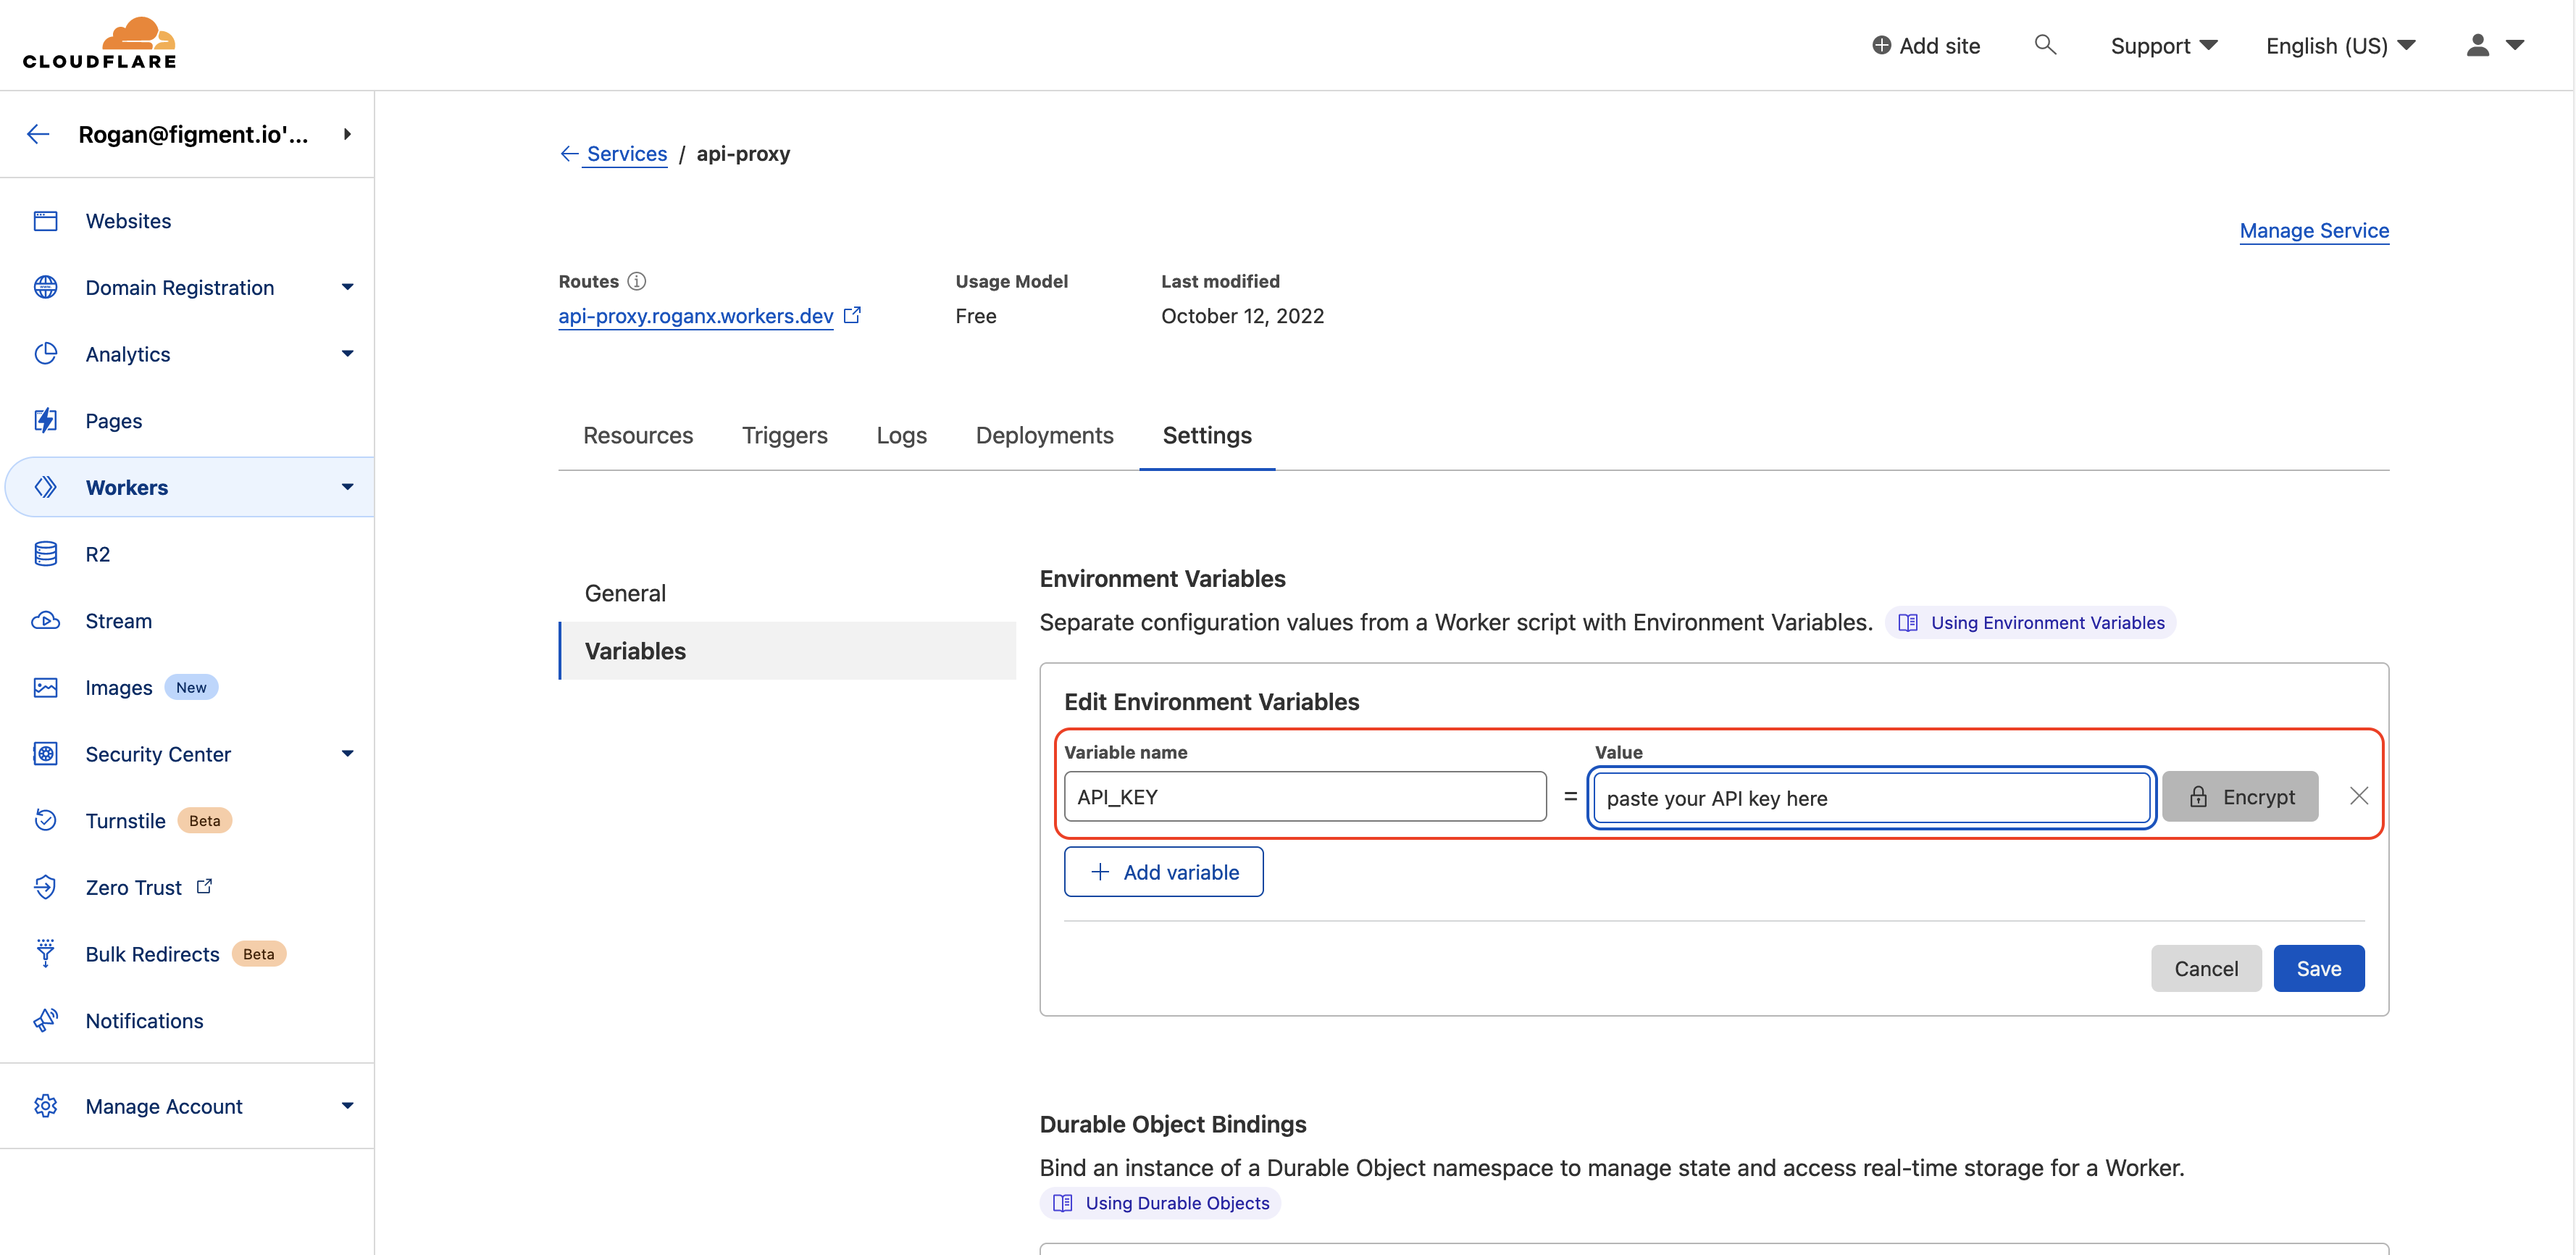 CLOUDFLARE
Add site
Support
English (US)
Rogan@figment.io'...
Websites
Domain Registration
Analytics
Pages
Workers
R2
Stream
Images New
Security Center
Turnstile Beta
Zero Trust
Bulk Redirects Beta
Notifications
Manage Account
Services / api-proxy
Manage Service
Routes
api-proxy.roganx.workers.dev
Usage Model
Free
Last modified
October 12, 2022
Resources Triggers Logs Deployments Settings
General
Variables
Environment Variables
Separate configuration values from a Worker script with Environment Variables. Using Environment Variables
Edit Environment Variables
Variable name Value
API_KEY = paste your API key here Encrypt
+ Add variable
Cancel Save
Durable Object Bindings
Bind an instance of a Durable Object namespace to manage state and access real-time storage for a Worker.
Using Durable Objects